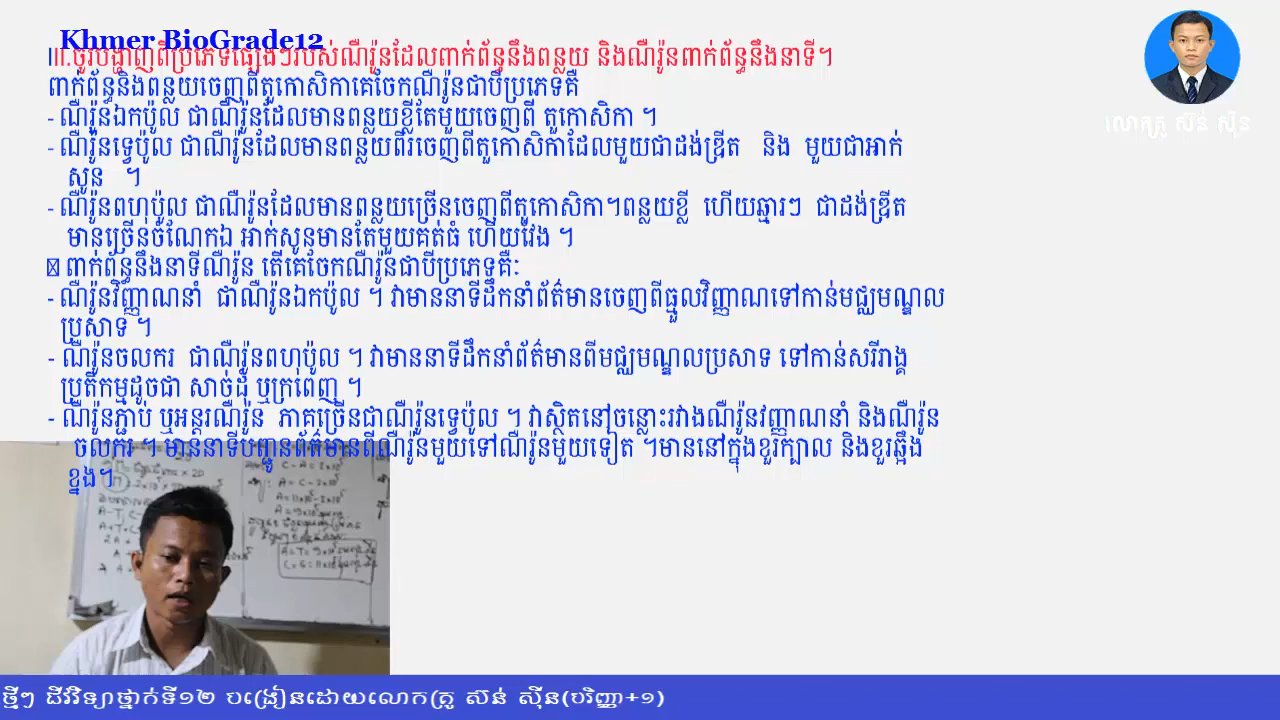 Khmer BioGrade12
III.ចូរបង្ហាញពីប្រភេទផ្សេងៗរបស់ណឺរ៉ូនដែលពាក់ព័ន្ធនឹងពន្លយ និងណឺរ៉ូនពាក់ព័ន្ធនឹងនាទី។
ពាក់ព័ន្ធនិងពន្លយចេញពីតួកោសិកាគេចែកណឺរ៉ូនជាបីប្រភេទគឺ
- ណឺរ៉ូនឯកប៉ូល ជាណឺរ៉ូនដែលមានពន្លយខ្លីតែមួយចេញពី តួកោសិកា ។
- ណឺរ៉ូនទ្វេប៉ូល ជាណឺរ៉ូនដែលមានពន្លយពីរចេញពីតួកោសិកាដែលមួយជាដង់ឌ្រីត និង មួយជាអាក់
សូន ។
- ណឺរ៉ូនពហុប៉ូល ជាណឺរ៉ូនដែលមានពន្លយច្រើនចេញពីតួកោសិកា។ពន្លយខ្លី ហើយឆ្មារៗ ជាដង់ឌ្រីត
មានច្រើនចំណែកឯ អាក់សូនមានតែមួយគត់ធំ ហើយវែង ។
ពាក់ព័ន្ធនឹងនាទីណឺរ៉ូន តើគេចែកណឺរ៉ូនជាបីប្រភេទគឺៈ
- ណឺរ៉ូនវិញ្ញាណនាំ ជាណឺរ៉ូនឯកប៉ូល ។ វាមាននាទីដឹកនាំព័ត៌មានចេញពីធ្មួលវិញ្ញាណទៅកាន់មជ្ឈមណ្ឌល
ប្រសាទ ។
- ណឺរ៉ូនចលករ ជាណឺរ៉ូនពហុប៉ូល ។ វាមាននាទីដឹកនាំព័ត៌មានពីមជ្ឈមណ្ឌលប្រសាទ ទៅកាន់សរីរាង្គ
ប្រតិកម្មដូចជា សាច់ដុំ ឬក្រពេញ ។
- ណឺរ៉ូនភ្ជាប់ ឬអន្តរណឺរ៉ូន ភាគច្រើនជាណឺរ៉ូនទ្វេប៉ូល ។ វាស្ថិតនៅចន្លោះរវាងណឺរ៉ូនវញ្ញាណនាំ និងណឺរ៉ូន
ចលករ ។ មាននាទីបញ្ជូនព័ត៌មានពីណឺរ៉ូនមួយទៅណឺរ៉ូនមួយទៀត ។មាននៅក្នុងខួរក្បាល និងខួរឆ្អឹង
ខ្នង។
លោកគ្រូ ស៊ន់ ស៊ីន
ថ្មីៗ ជីវវិទ្យាថ្នាក់ទី១២ បង្រៀនដោយលោកគ្រូ ស៊ន់ ស៊ីន(បរិញ្ញា+១)